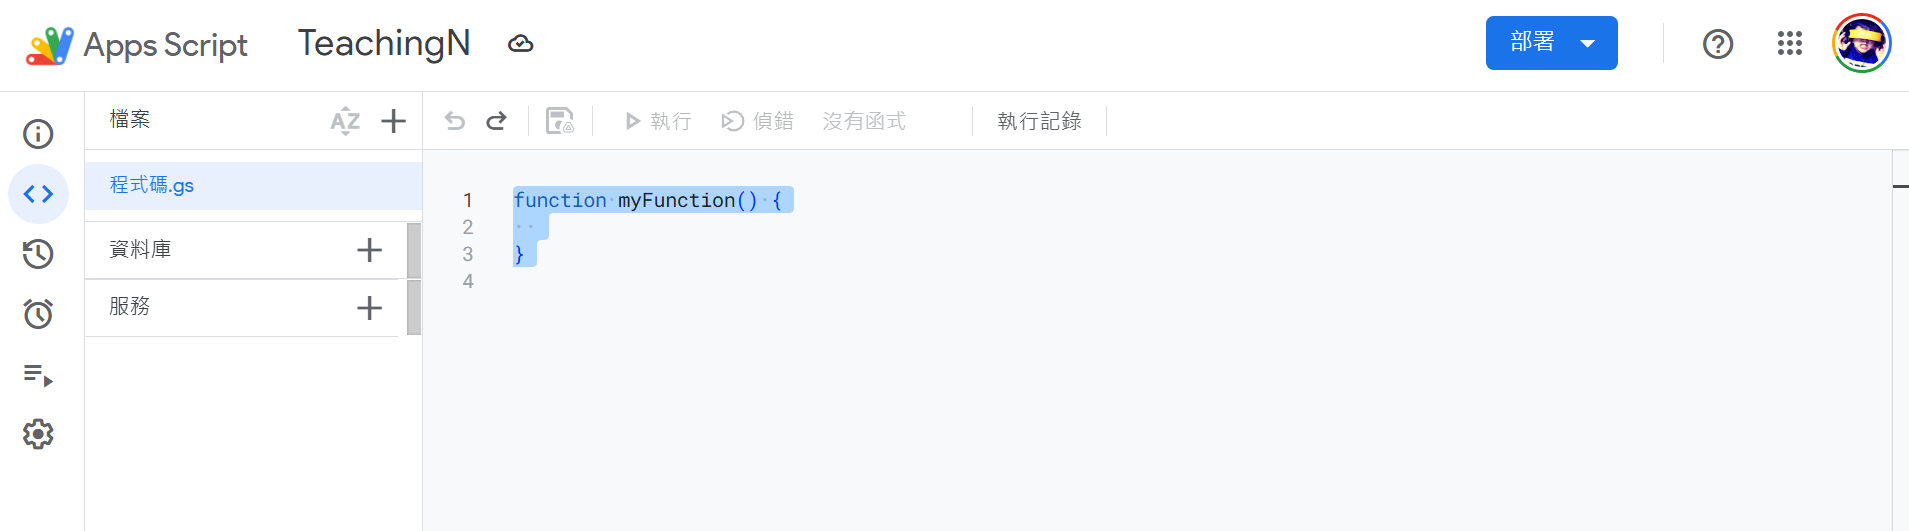 Apps Script TeachingN 部署
檔案 AZ 執行 偵錯 沒有函式 執行記錄
程式碼.gs
資料庫
服務
1 function myFunction() {
2
3 }
4